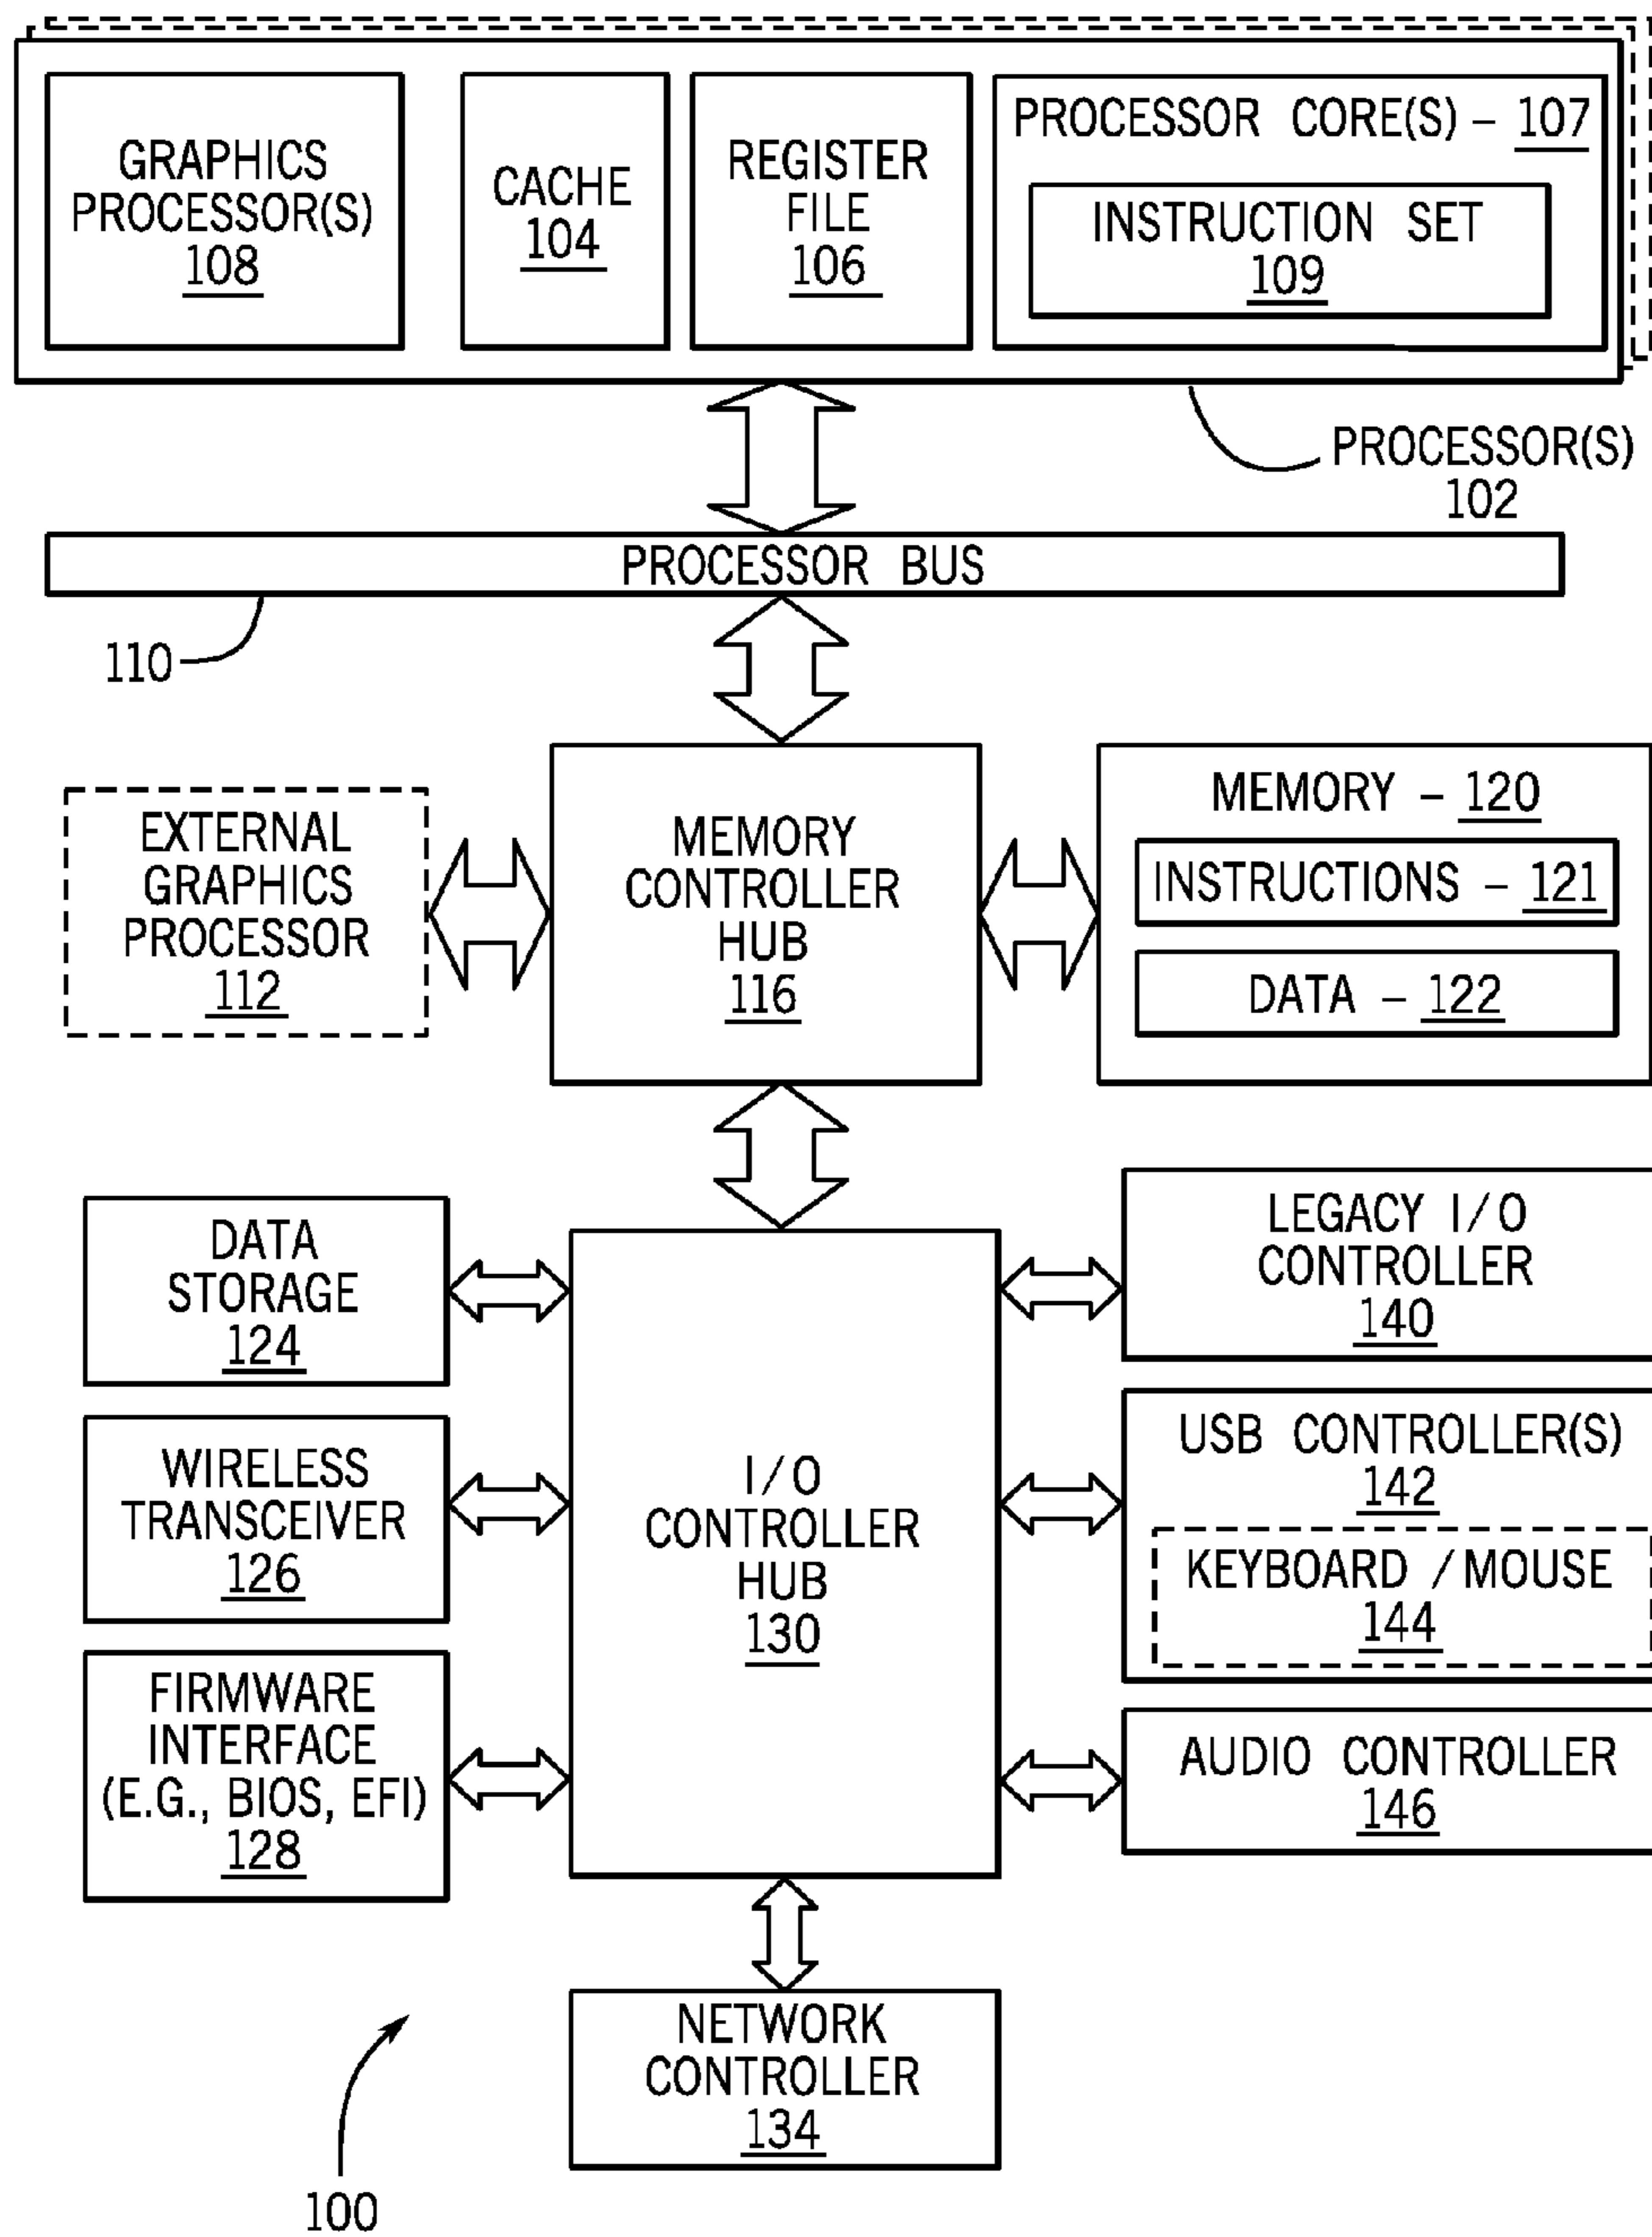 GRAPHICS
PROCESSOR(S)
108
CACHE
104
REGISTER
FILE
106
PROCESSOR CORE(S) – 107
INSTRUCTION SET
109
PROCESSOR(S)
102
PROCESSOR BUS
110
EXTERNAL
GRAPHICS
PROCESSOR
112
MEMORY
CONTROLLER
HUB
116
MEMORY – 120
INSTRUCTIONS – 121
DATA – 122
DATA
STORAGE
124
WIRELESS
TRANSCEIVER
126
FIRMWARE
INTERFACE
(E.G., BIOS, EFI)
128
I/O
CONTROLLER
HUB
130
LEGACY I/O
CONTROLLER
140
USB CONTROLLER(S)
142
KEYBOARD /MOUSE
144
AUDIO CONTROLLER
146
NETWORK
CONTROLLER
134
100